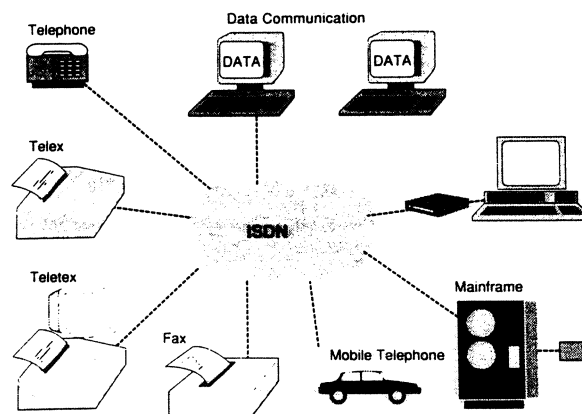 Data Communication
Telephone
DATA
DATA
Telex
ISDN
Teletex
Mainframe
Fax
Mobile Telephone